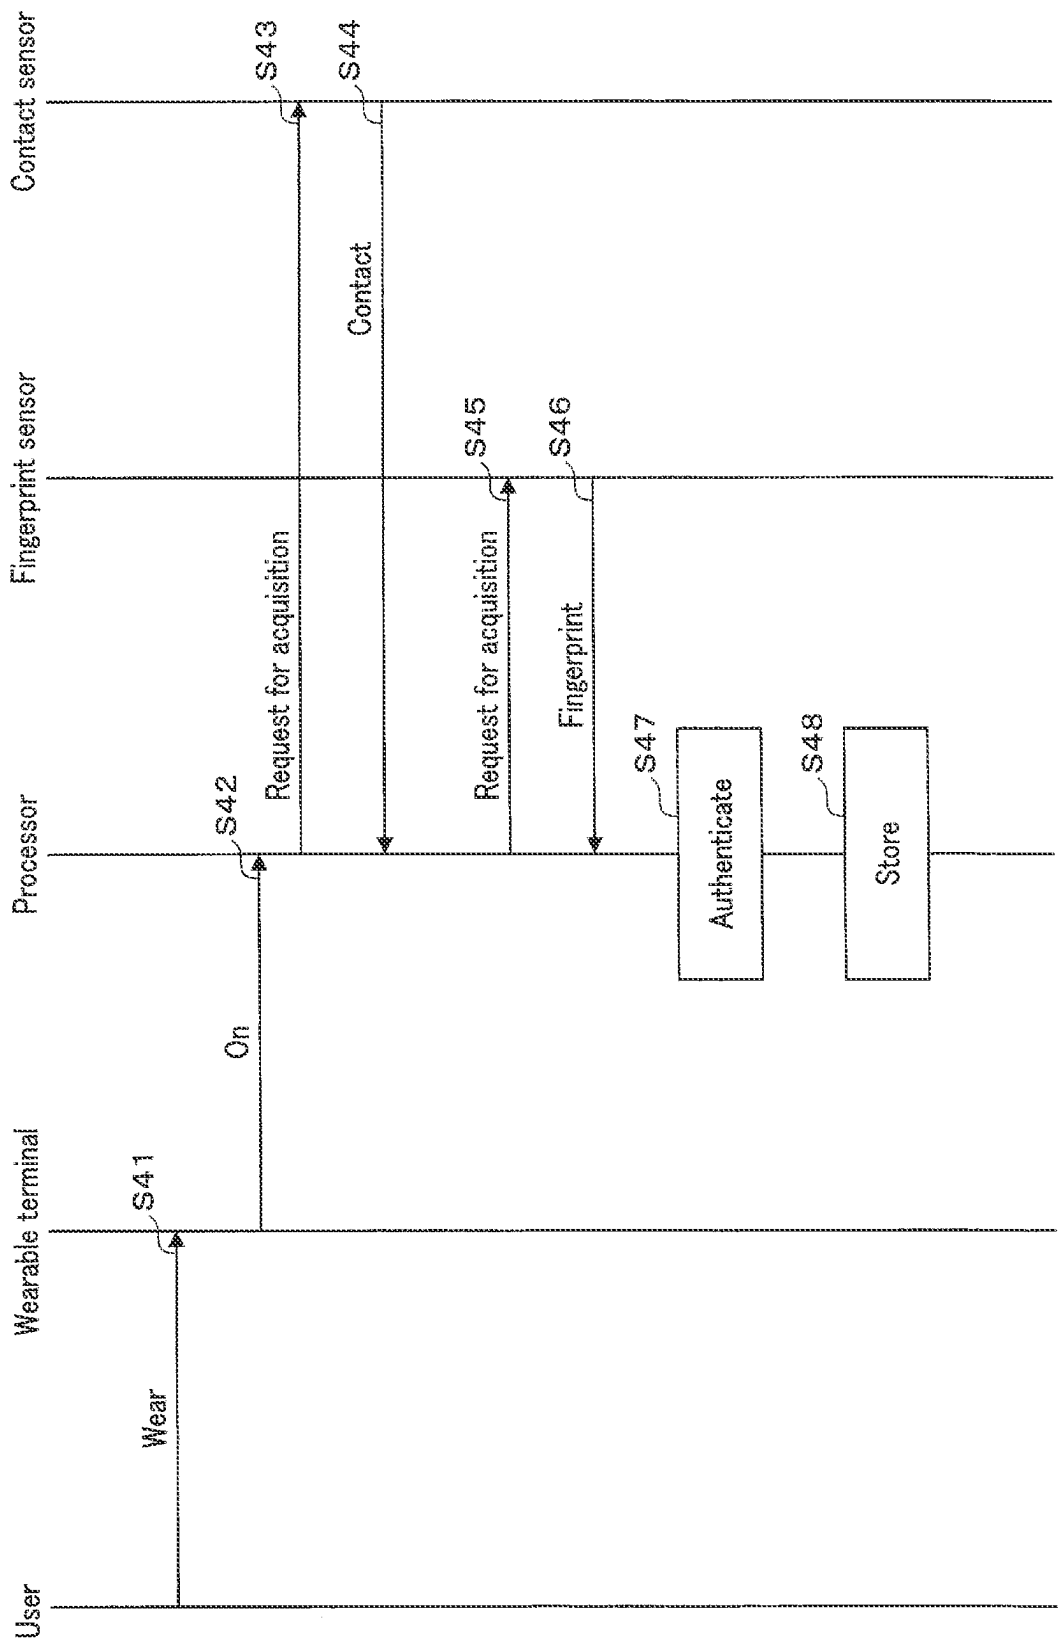 User
Wearable terminal
Processor
Fingerprint sensor
Contact sensor
Wear
S41
On
S42
Request for acquisition
S43
Contact
S44
Request for acquisition
S45
Fingerprint
S46
Authenticate
S47
Store
S48